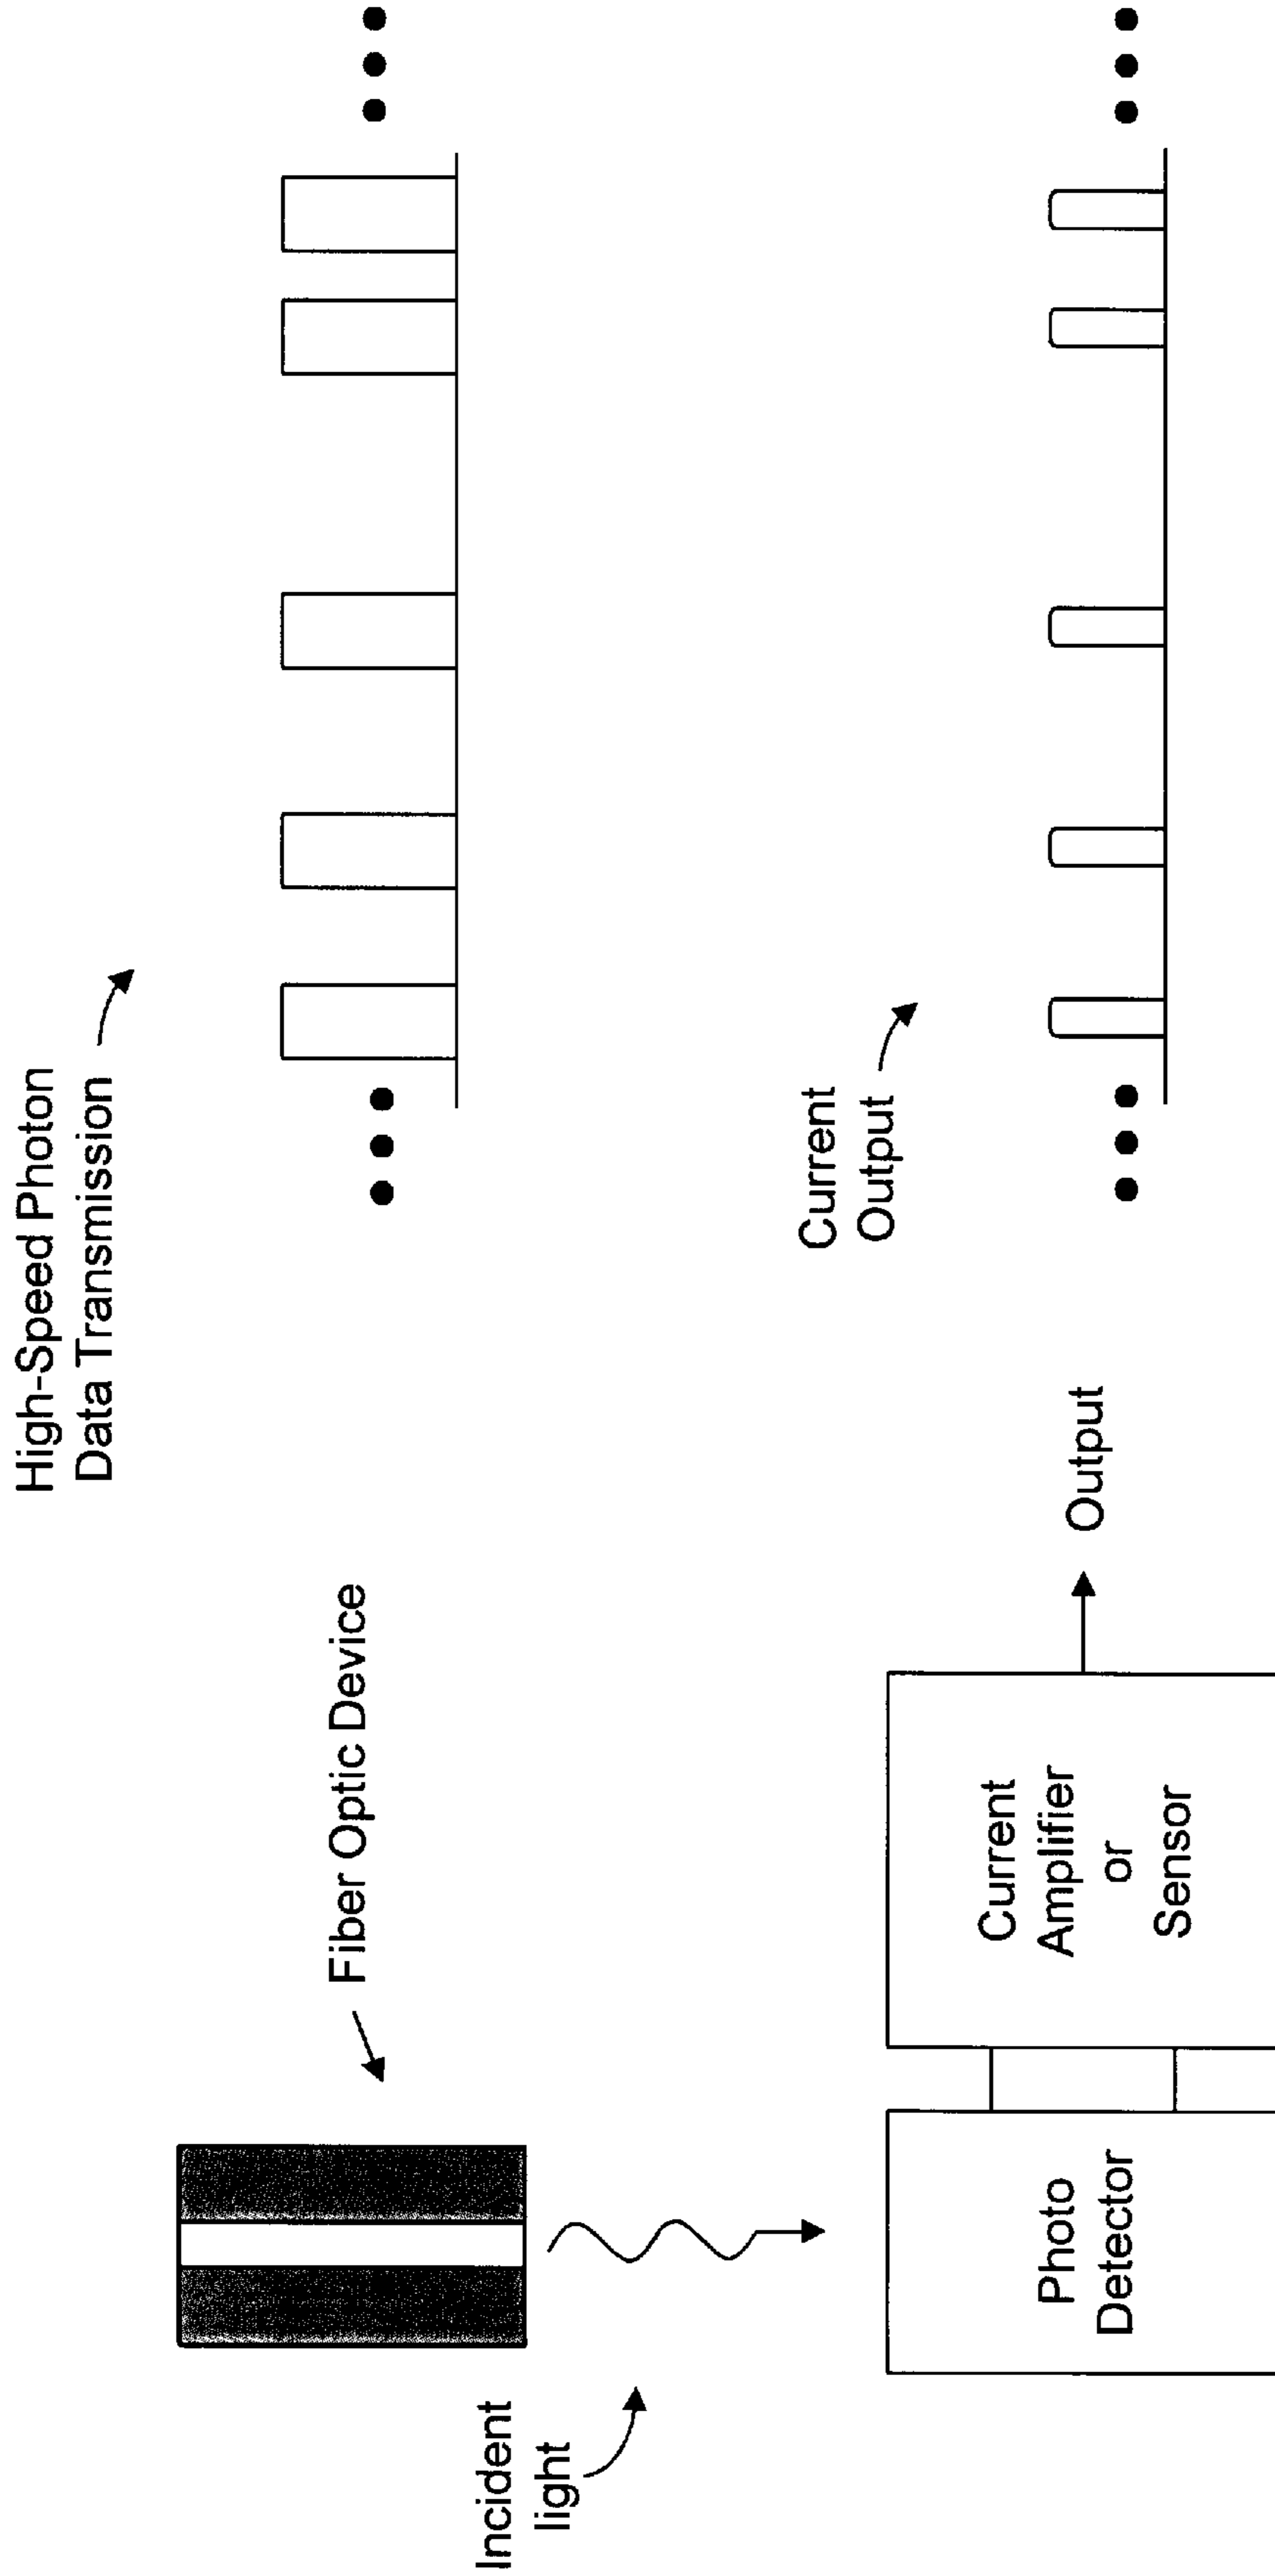 High-Speed Photon
Data Transmission
Fiber Optic Device
Incident
light
Current
Output
Output
Photo
Detector
Current
Amplifier
or
Sensor